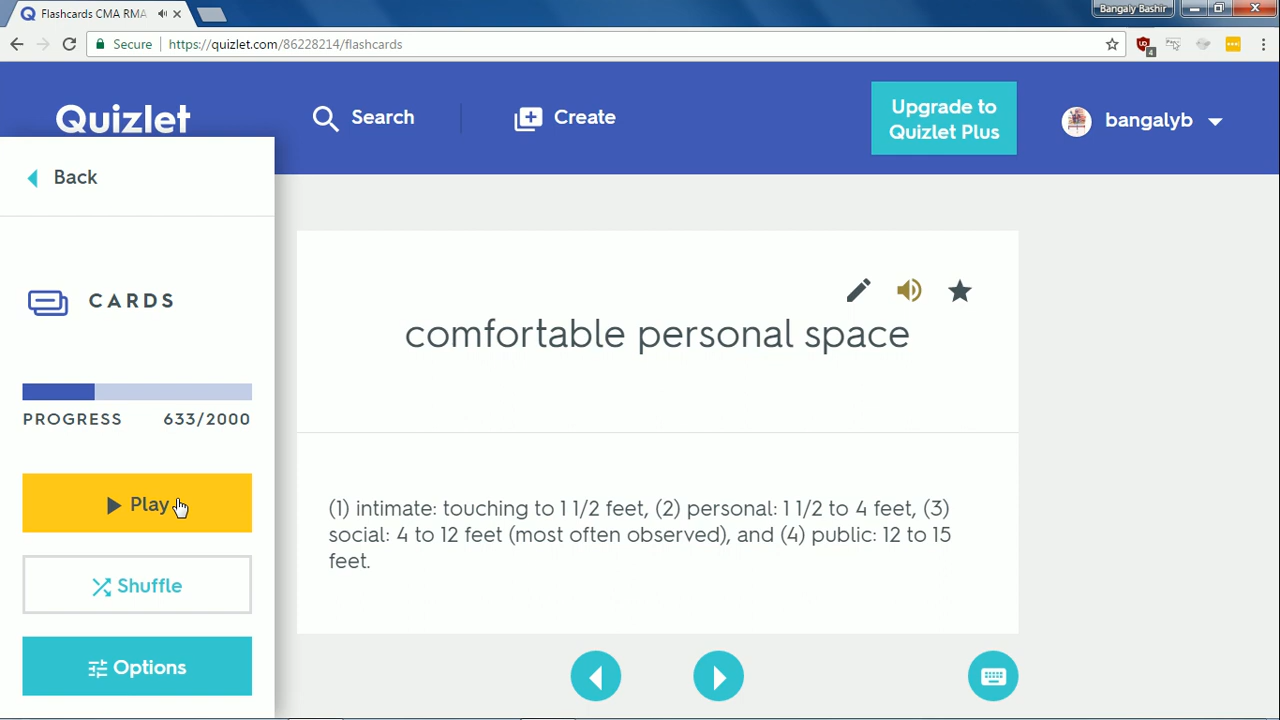 Flashcards CMA RMA
Bangaly Bashir
Secure
https://quizlet.com/86228214/flashcards
4
Quizlet
Search
Create
Upgrade to
Quizlet Plus
bangalyb
Back
CARDS
PROGRESS 633/2000
Play
Shuffle
Options
comfortable personal space
(1) intimate: touching to 1 1/2 feet, (2) personal: 1 1/2 to 4 feet, (3)
social: 4 to 12 feet (most often observed), and (4) public: 12 to 15
feet.